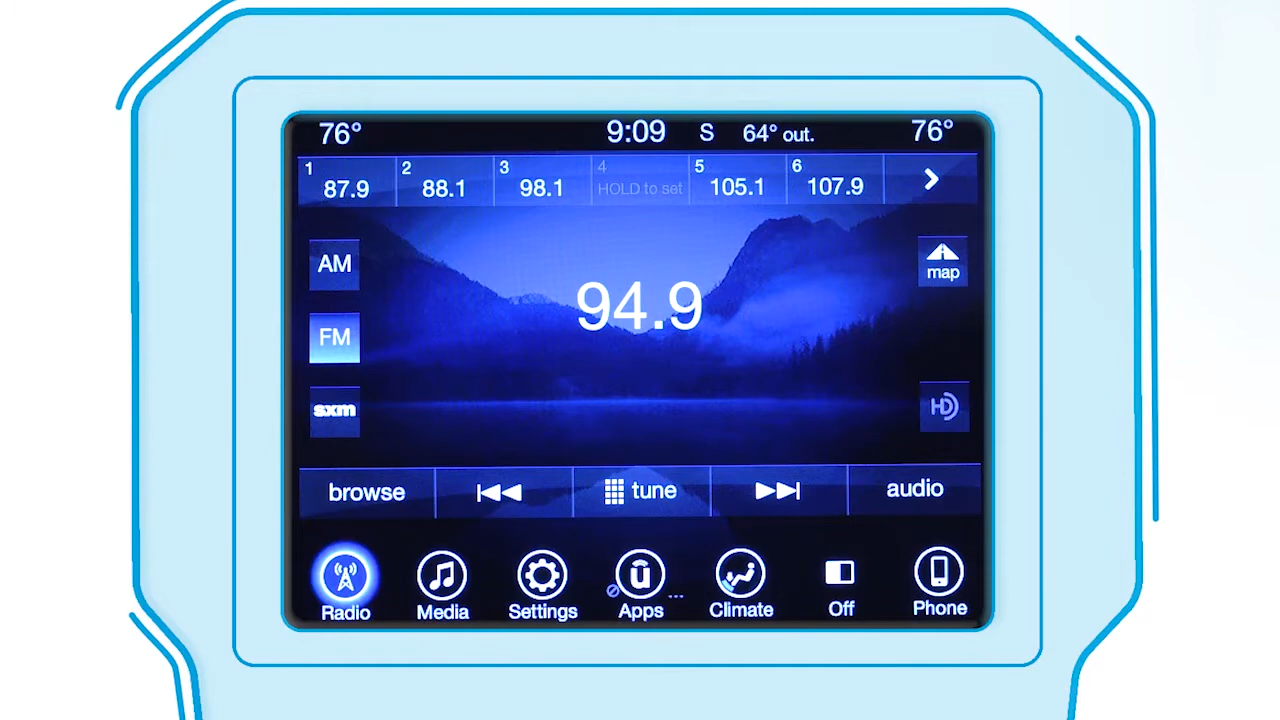 76° 9:09 S 64° out. 76°
1 87.9 2 88.1 3 98.1 4 HOLD to set 5 105.1 6 107.9
AM
map
94.9
FM
sxm
HD
browse tune audio
Radio Media Settings Apps ... Climate Off Phone